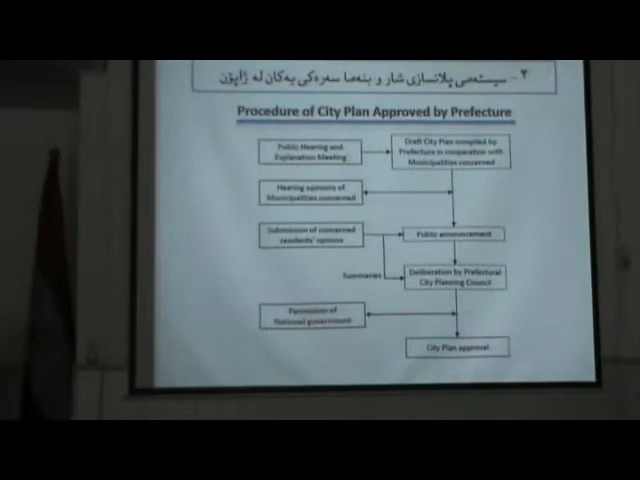 ٢- سیستەمی پلانسازی شار و بنەما سەرەکی یەکان لە ژاپۆن
Procedure of City Plan Approved by Prefecture
Public Hearing and
Explanation Meeting
Draft City Plan compiled by
Prefecture in cooperation with
Municipalities concerned
Hearing opinions of
Municipalities concerned
Submission of concerned
residents' opinion
Public announcement
Summaries
Deliberation by Prefectural
City Planning Council
Permission of
National government
City Plan approval